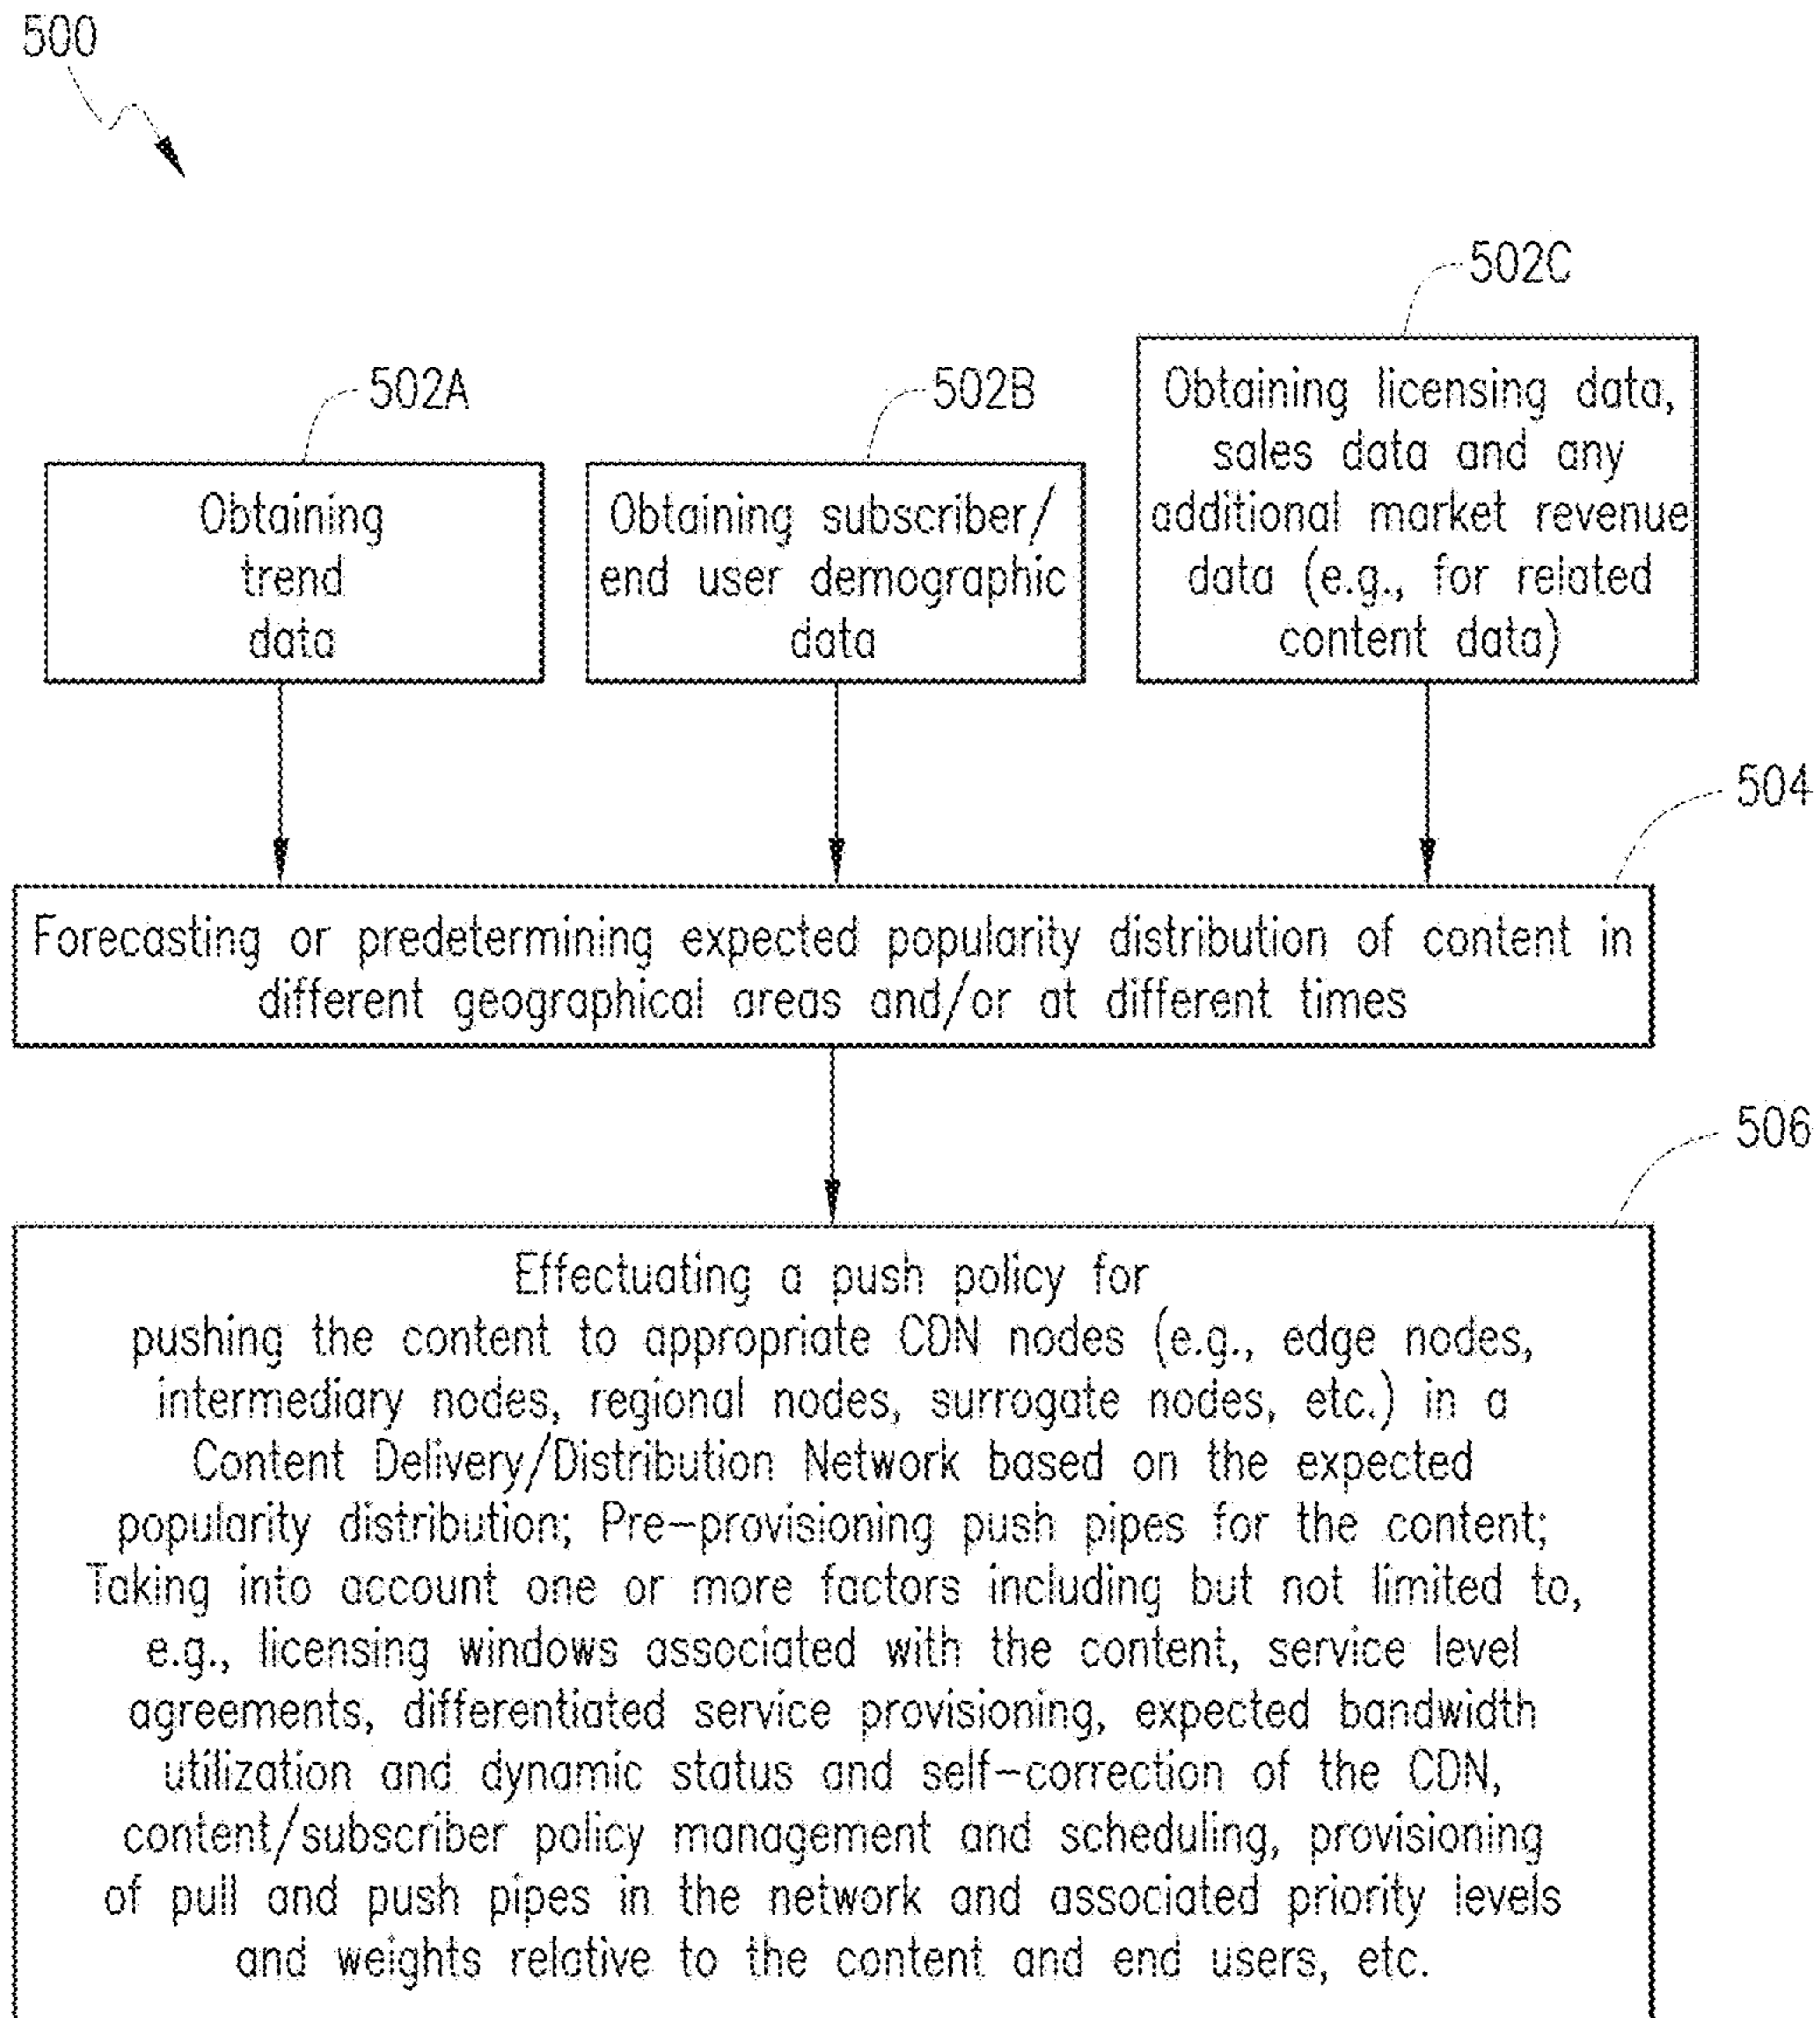 500
502C
502A
502B
Obtaining licensing data,
sales data and any
additional market revenue
data (e.g., for related
content data)
Obtaining
trend
data
Obtaining subscriber/
end user demographic
data
504
Forecasting or predetermining expected popularity distribution of content in
different geographical areas and/or at different times
506
Effectuating a push policy for
pushing the content to appropriate CDN nodes (e.g., edge nodes,
intermediary nodes, regional nodes, surrogate nodes, etc.) in a
Content Delivery/Distribution Network based on the expected
popularity distribution; Pre-provisioning push pipes for the content;
Taking into account one or more factors including but not limited to,
e.g., licensing windows associated with the content, service level
agreements, differentiated service provisioning, expected bandwidth
utilization and dynamic status and self-correction of the CDN,
content/subscriber policy management and scheduling, provisioning
of pull and push pipes in the network and associated priority levels
and weights relative to the content and end users, etc.